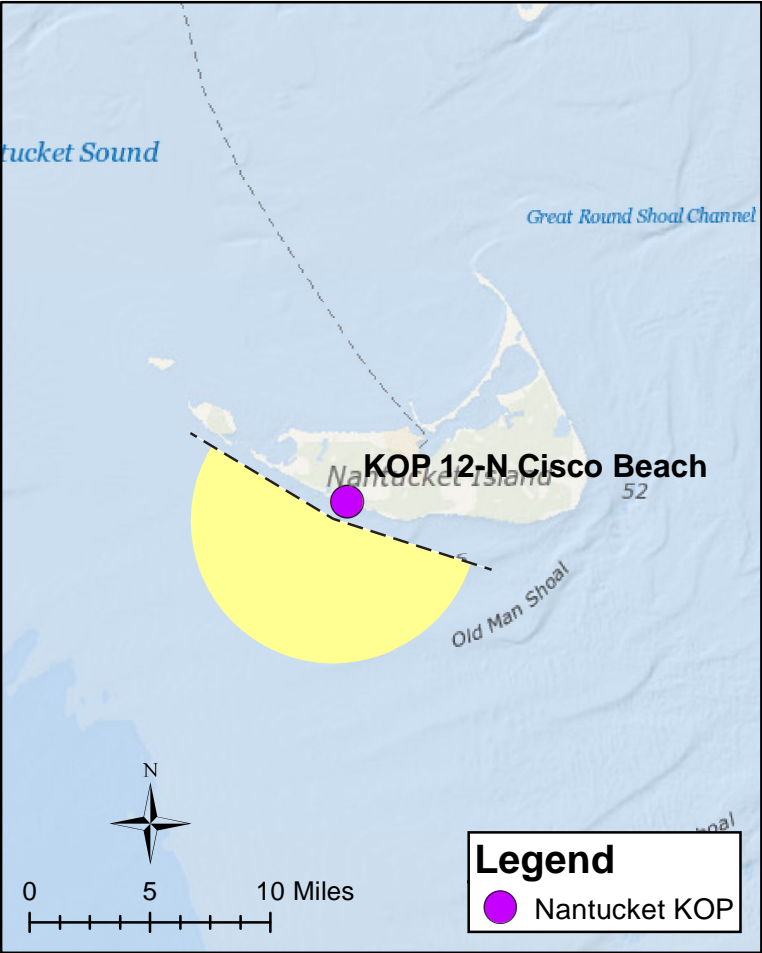 tucket Sound
Great Round Shoal Channel
KOP 12-N Cisco Beach
Nantucket Island
52
Old Man Shoal
N
0 5 10 Miles
Legend
Nantucket KOP